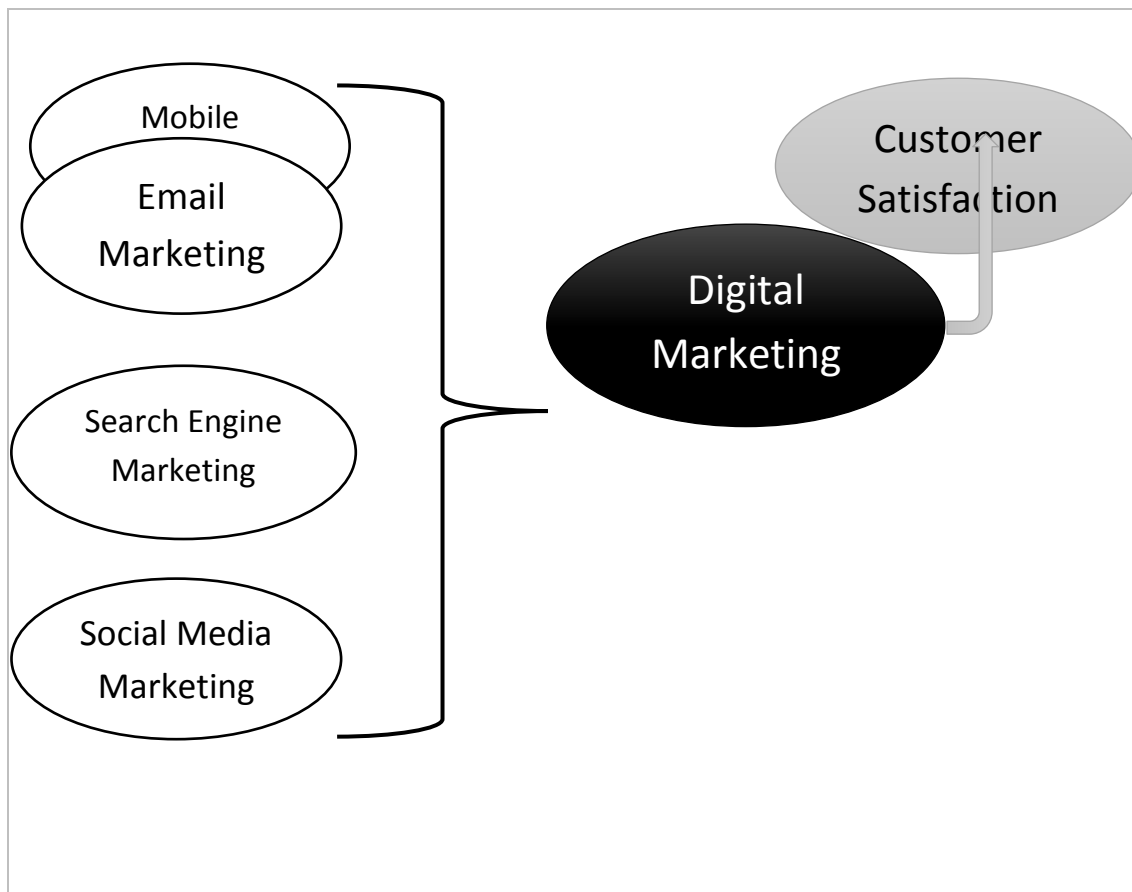 Mobile
Email
Marketing
Search Engine
Marketing
Social Media
Marketing
Digital
Marketing
Customer
Satisfaction